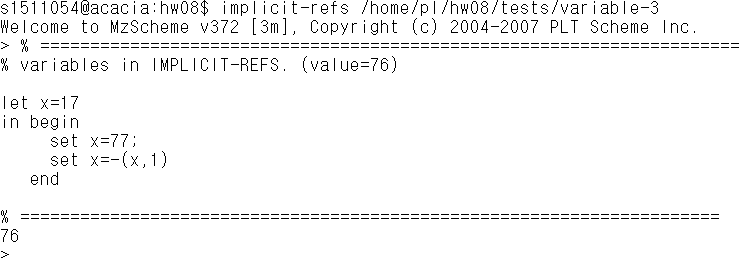 s1511054@acacia:hw08$ implicit-refs /home/pl/hw08/tests/variable-3
Welcome to MzScheme v372 [3m], Copyright (c) 2004-2007 PLT Scheme Inc.
> % ======================================================================
% variables in IMPLICIT-REFS. (value=76)
let x=17
in begin
     set x=77;
     set x=-(x,1)
   end
% ======================================================================
76
>